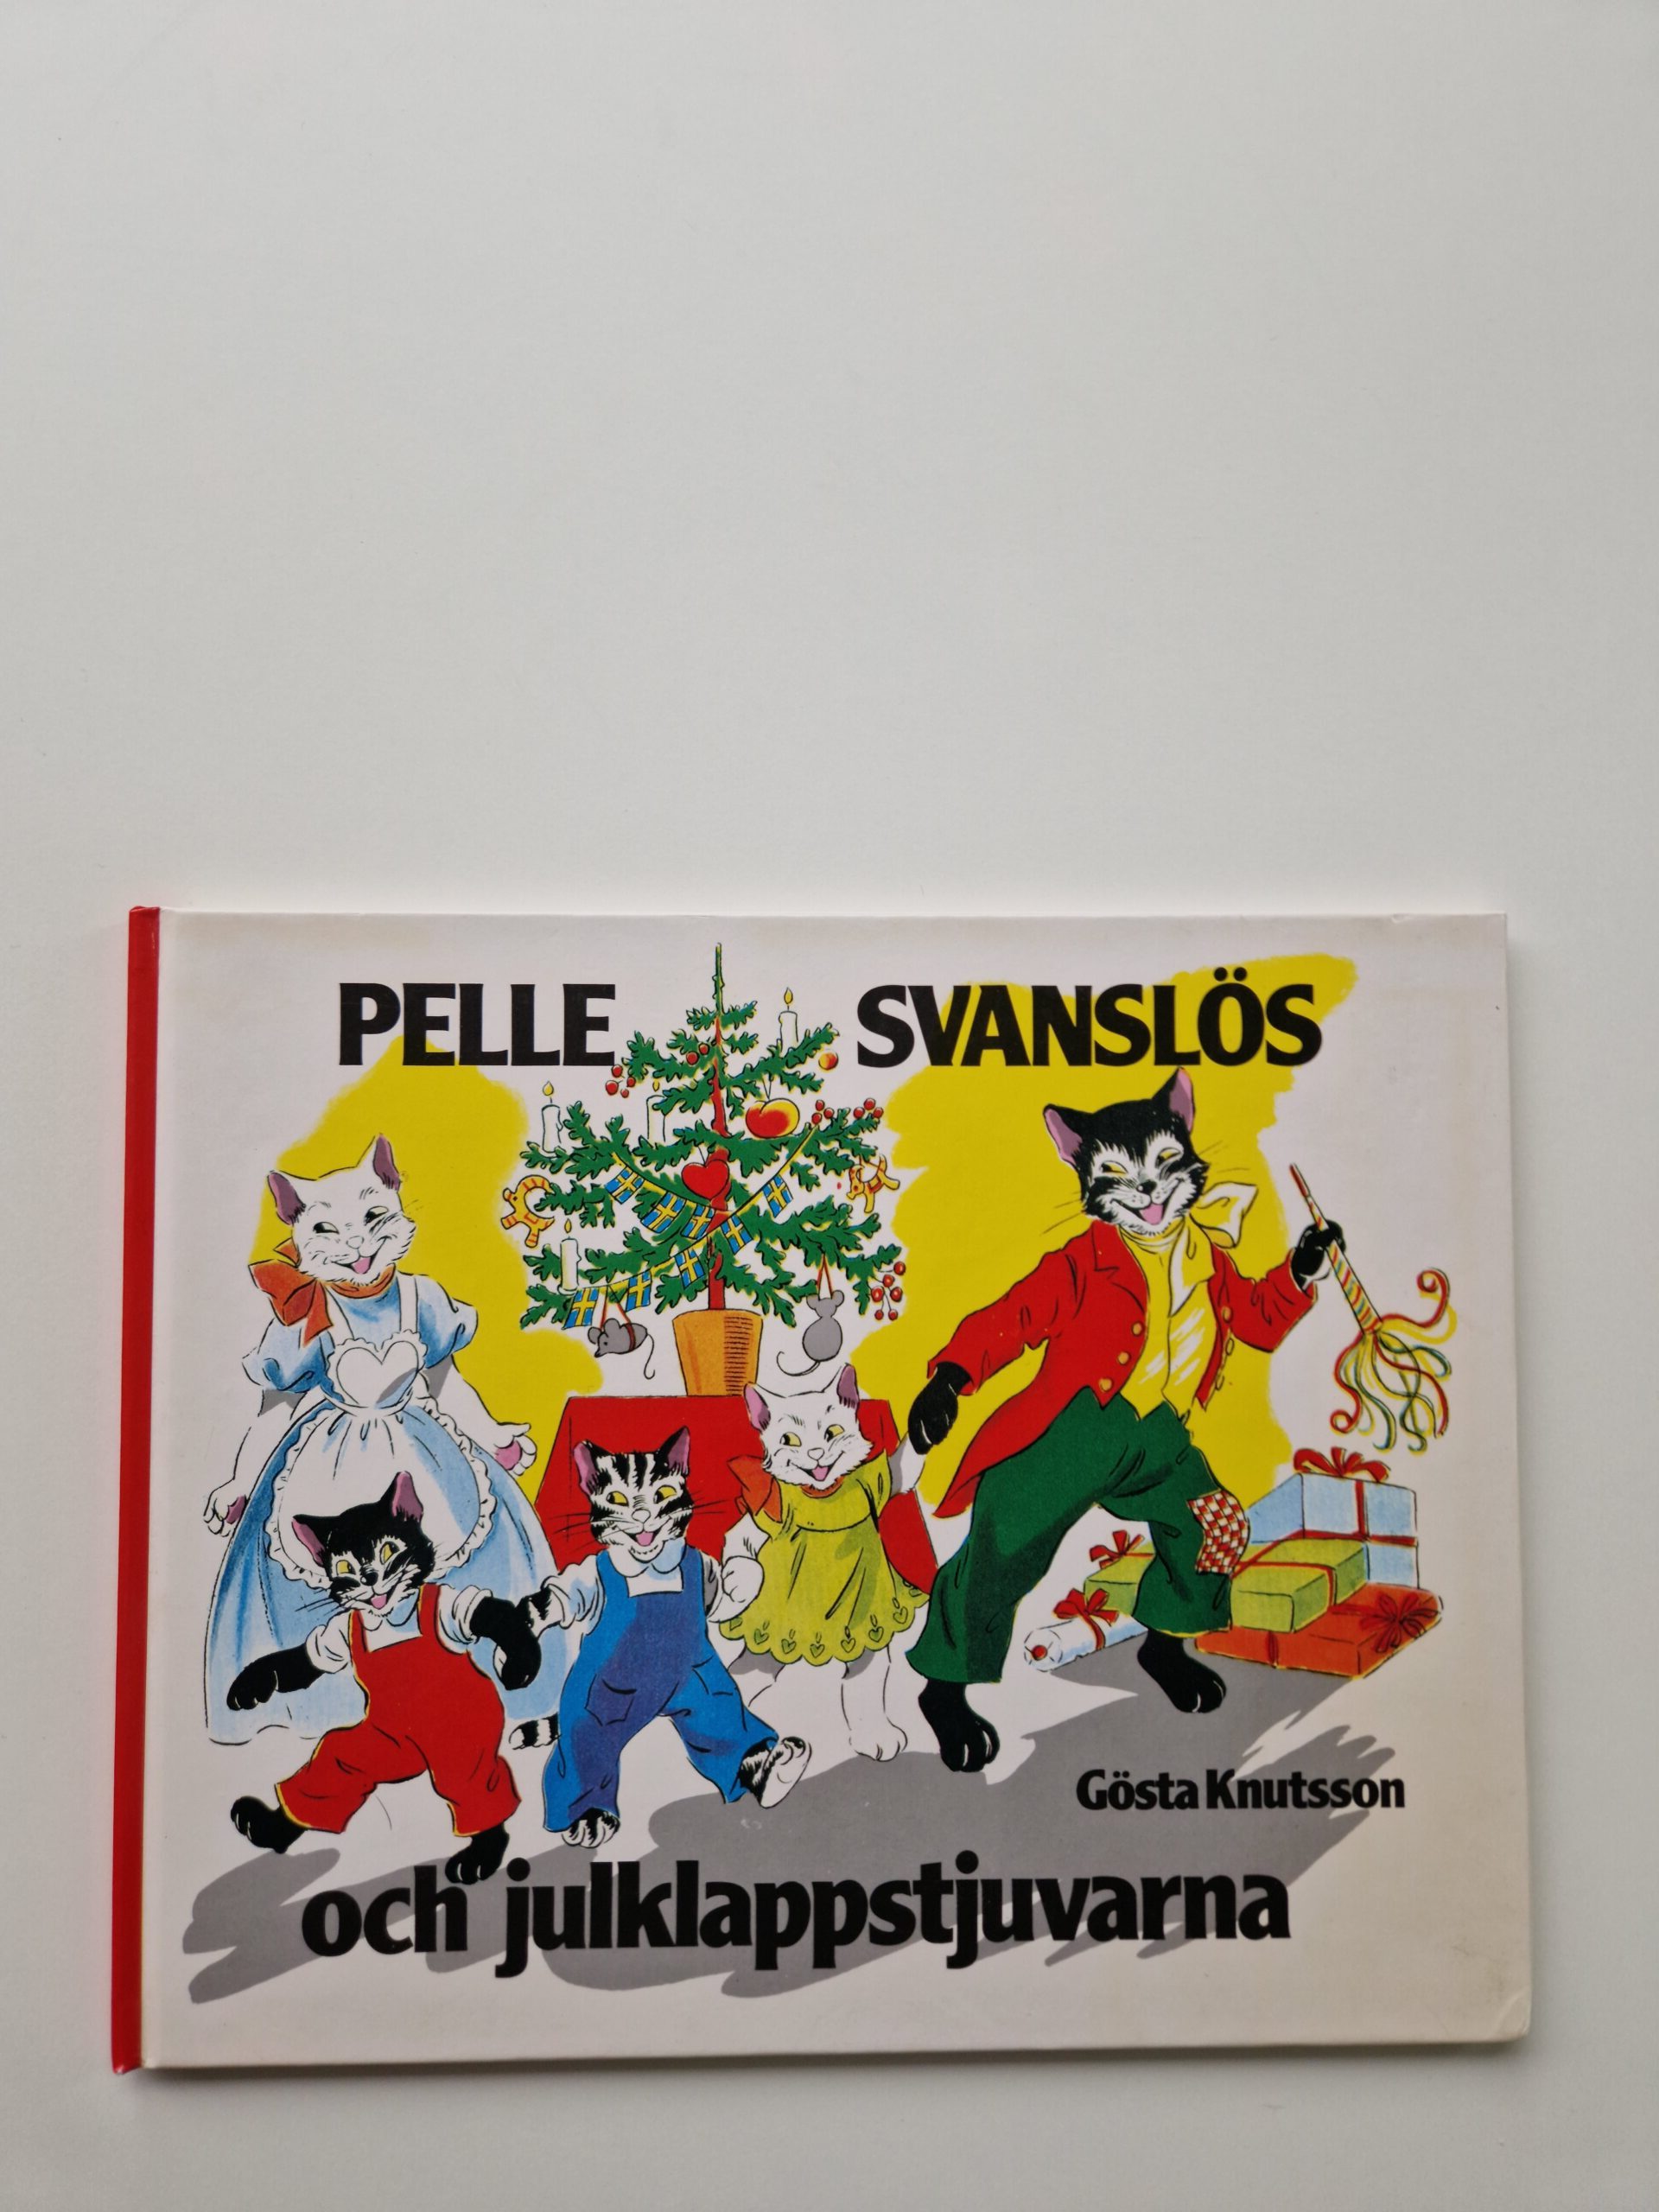 PELLE SVANSLÖS
Gösta Knutsson
och julklappstjuvarna